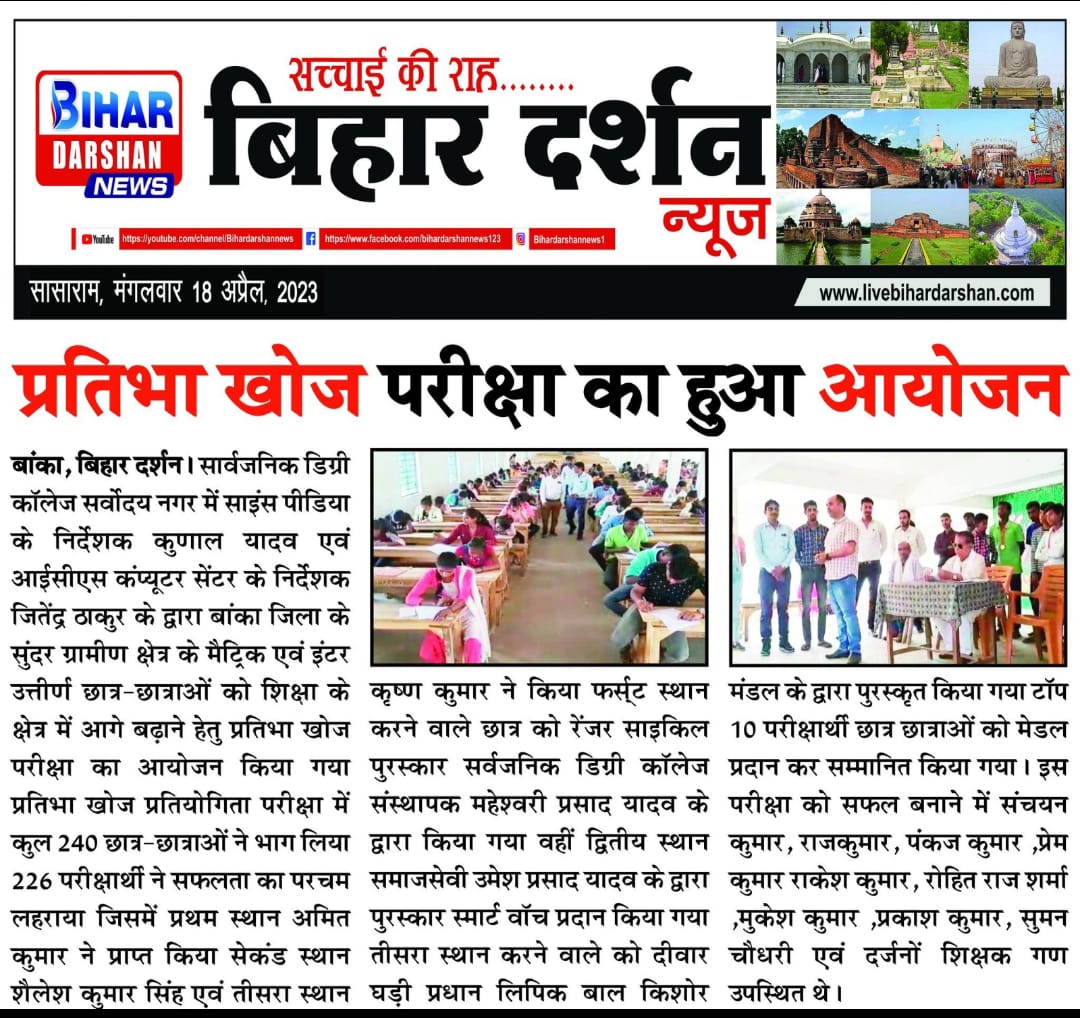 सच्चाई की राह........
BIHAR
DARSHAN
NEWS
बिहार दर्शन
न्यूज
YouTube https://youtube.com/channel/Bihardarshannews https://www.facebook.com/bihardarshannews123 Bihardarshannews1
सासाराम, मंगलवार 18 अप्रैल, 2023
www.livebihardarshan.com
प्रतिभा खोज परीक्षा का हुआ आयोजन
बांका, बिहार दर्शन। सार्वजनिक डिग्री
कॉलेज सर्वोदय नगर में साइंस पीडिया
के निर्देशक कुणाल यादव एवं
आईसीएस कंप्यूटर सेंटर के निर्देशक
जितेंद्र ठाकुर के द्वारा बांका जिला के
सुंदर ग्रामीण क्षेत्र के मैट्रिक एवं इंटर
उत्तीर्ण छात्र-छात्राओं को शिक्षा के
क्षेत्र में आगे बढ़ाने हेतु प्रतिभा खोज
परीक्षा का आयोजन किया गया
प्रतिभा खोज प्रतियोगिता परीक्षा में
कुल 240 छात्र-छात्राओं ने भाग लिया
226 परीक्षार्थी ने सफलता का परचम
लहराया जिसमें प्रथम स्थान अमित
कुमार ने प्राप्त किया सेकंड स्थान
शैलेश कुमार सिंह एवं तीसरा स्थान
कृष्ण कुमार ने किया फर्स्ट स्थान
करने वाले छात्र को रेंजर साइकिल
पुरस्कार सर्वजनिक डिग्री कॉलेज
संस्थापक महेश्वरी प्रसाद यादव के
द्वारा किया गया वहीं द्वितीय स्थान
समाजसेवी उमेश प्रसाद यादव के द्वारा
पुरस्कार स्मार्ट वॉच प्रदान किया गया
तीसरा स्थान करने वाले को दीवार
घड़ी प्रधान लिपिक बाल किशोर
मंडल के द्वारा पुरस्कृत किया गया टॉप
10 परीक्षार्थी छात्र छात्राओं को मेडल
प्रदान कर सम्मानित किया गया। इस
परीक्षा को सफल बनाने में संचयन
कुमार, राजकुमार, पंकज कुमार ,प्रेम
कुमार राकेश कुमार, रोहित राज शर्मा
,मुकेश कुमार ,प्रकाश कुमार, सुमन
चौधरी एवं दर्जनों शिक्षक गण
उपस्थित थे।